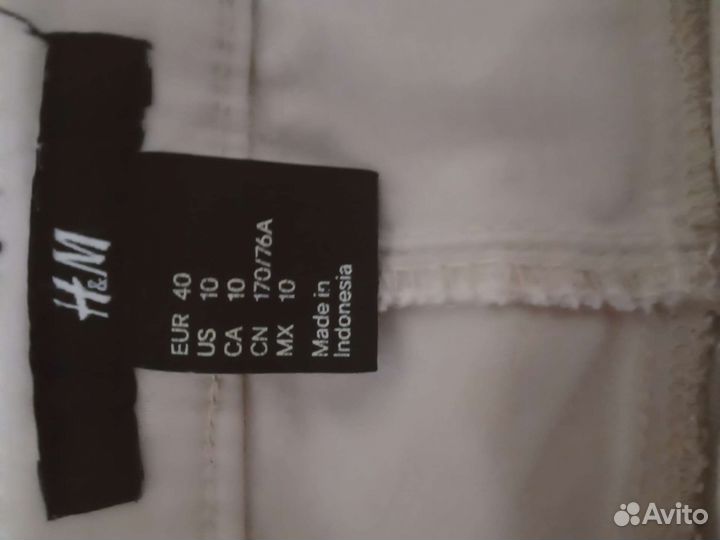 H&M
EUR 40
US 10
CA 10
CN 170/76A
MX 10
Made in
Indonesia
Avito